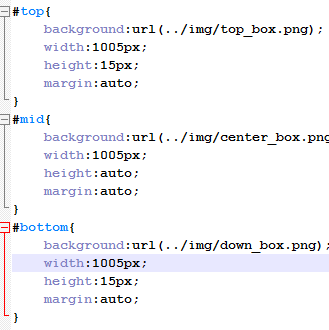 #top{
background:url(../img/top_box.png);
width:1005px;
height:15px;
margin:auto;
}
#mid{
background:url(../img/center_box.png
width:1005px;
height:auto;
margin:auto;
}
#bottom{
background:url(../img/down_box.png);
width:1005px;
height:15px;
margin:auto;
}